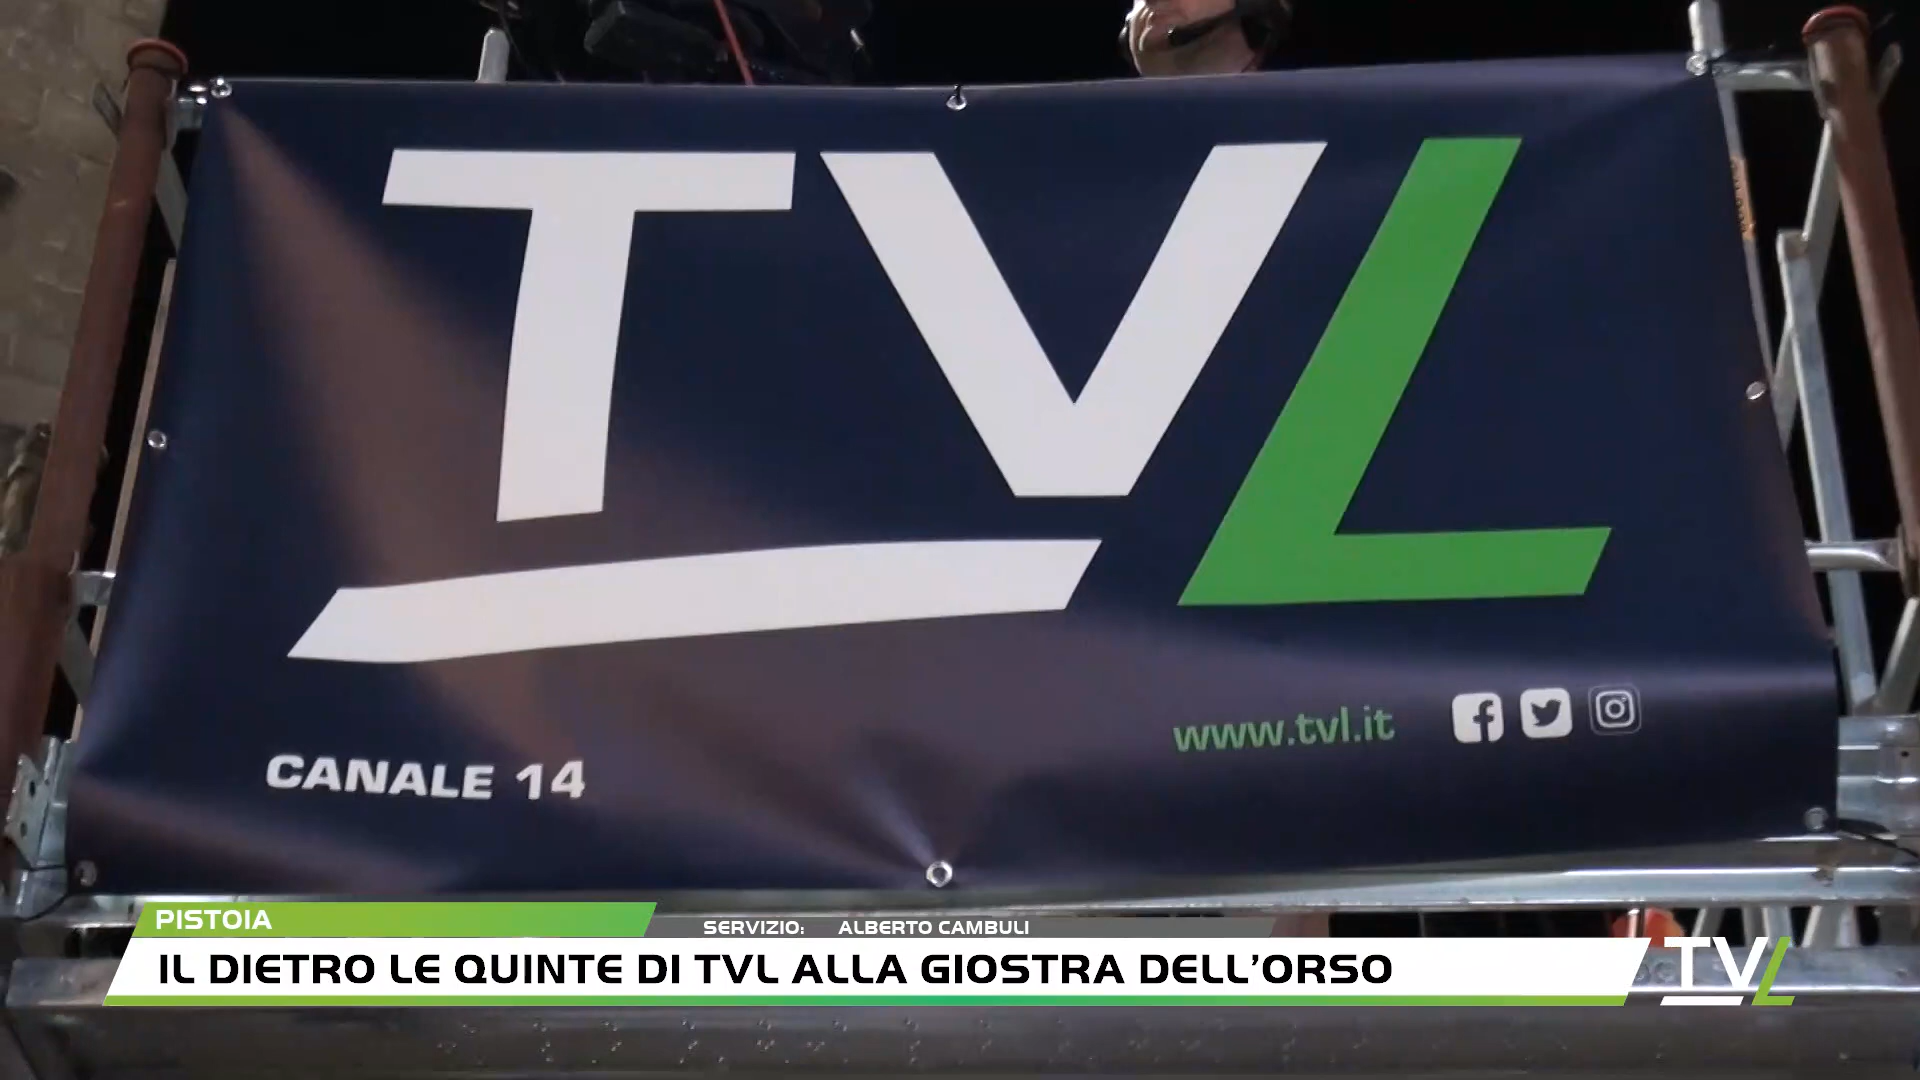 TVL
CANALE 14
www.tvl.it
PISTOIA
SERVIZIO: ALBERTO CAMBULI
IL DIETRO LE QUINTE DI TVL ALLA GIOSTRA DELL'ORSO
TVL